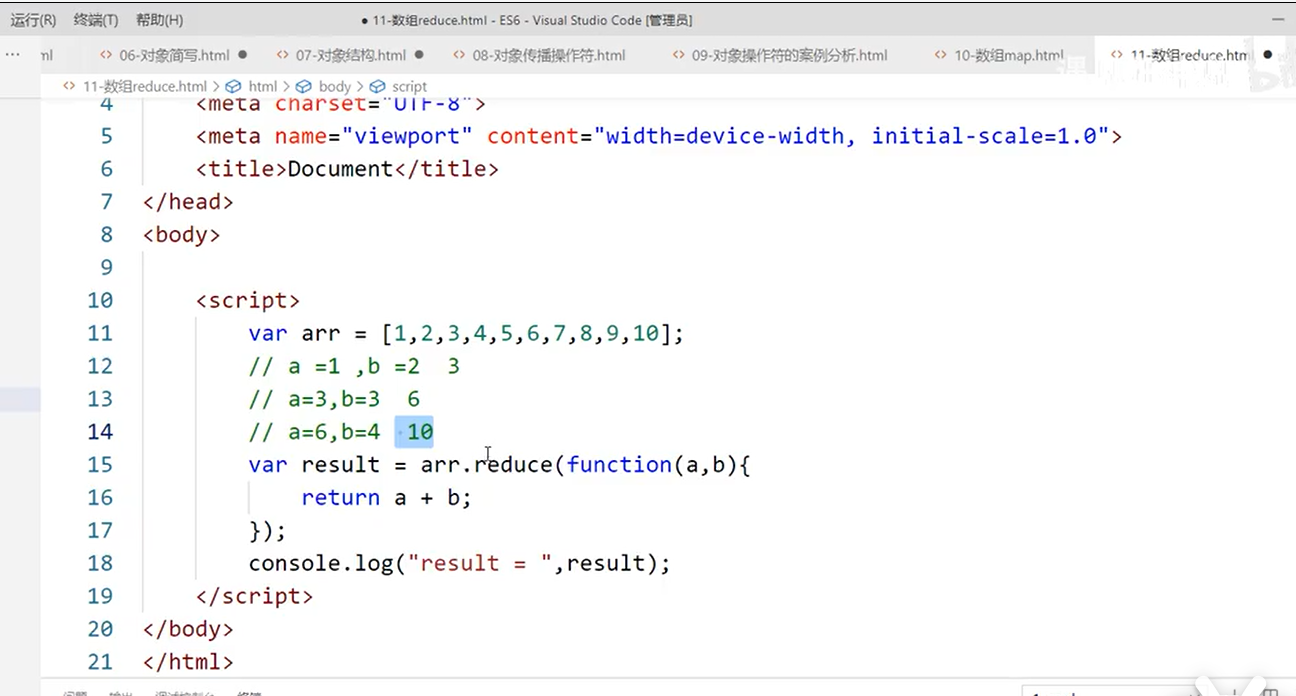 运行(R) 终端(T) 帮助(H) ● 11-数组reduce.html - ES6 - Visual Studio Code [管理员]
··· ml <> 06-对象简写.html ● <> 07-对象结构.html ● <> 08-对象传播操作符.html <> 09-对象操作符的案例分析.html <> 10-数组map.html <> 11-数组reduce.htm ●
<> 11-数组reduce.html > html > body > script
4 <meta charset="UTF-8">
5 <meta name="viewport" content="width=device-width, initial-scale=1.0">
6 <title>Document</title>
7 </head>
8 <body>
9
10 <script>
11 var arr = [1,2,3,4,5,6,7,8,9,10];
12 // a =1 ,b =2  3
13 // a=3,b=3  6
14 // a=6,b=4  10
15 var result = arr.reduce(function(a,b){
16 return a + b;
17 });
18 console.log("result = ",result);
19 </script>
20 </body>
21 </html>